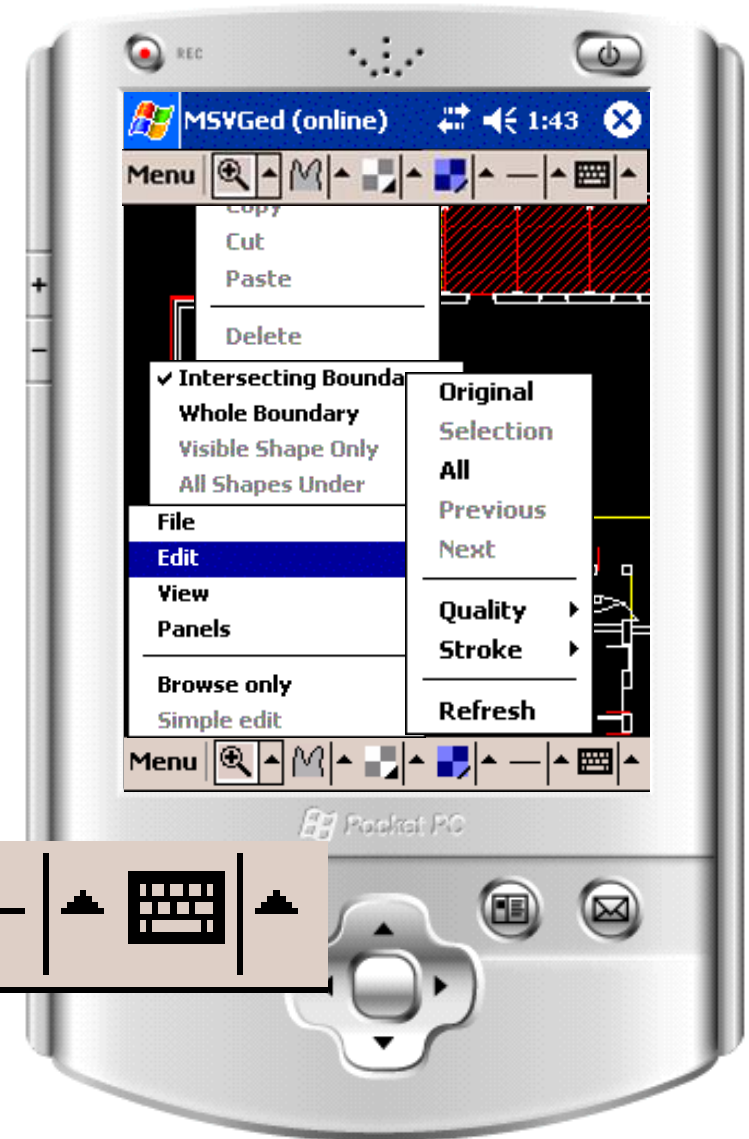 REC
MSVGed (online) 1:43
Menu
Copy
Cut
Paste
Delete
✓ Intersecting Bounda
Whole Boundary
Visible Shape Only
All Shapes Under
File
Edit
View
Panels
Browse only
Simple edit
Original
Selection
All
Previous
Next
Quality
Stroke
Refresh
Menu
Pocket PC
+
−